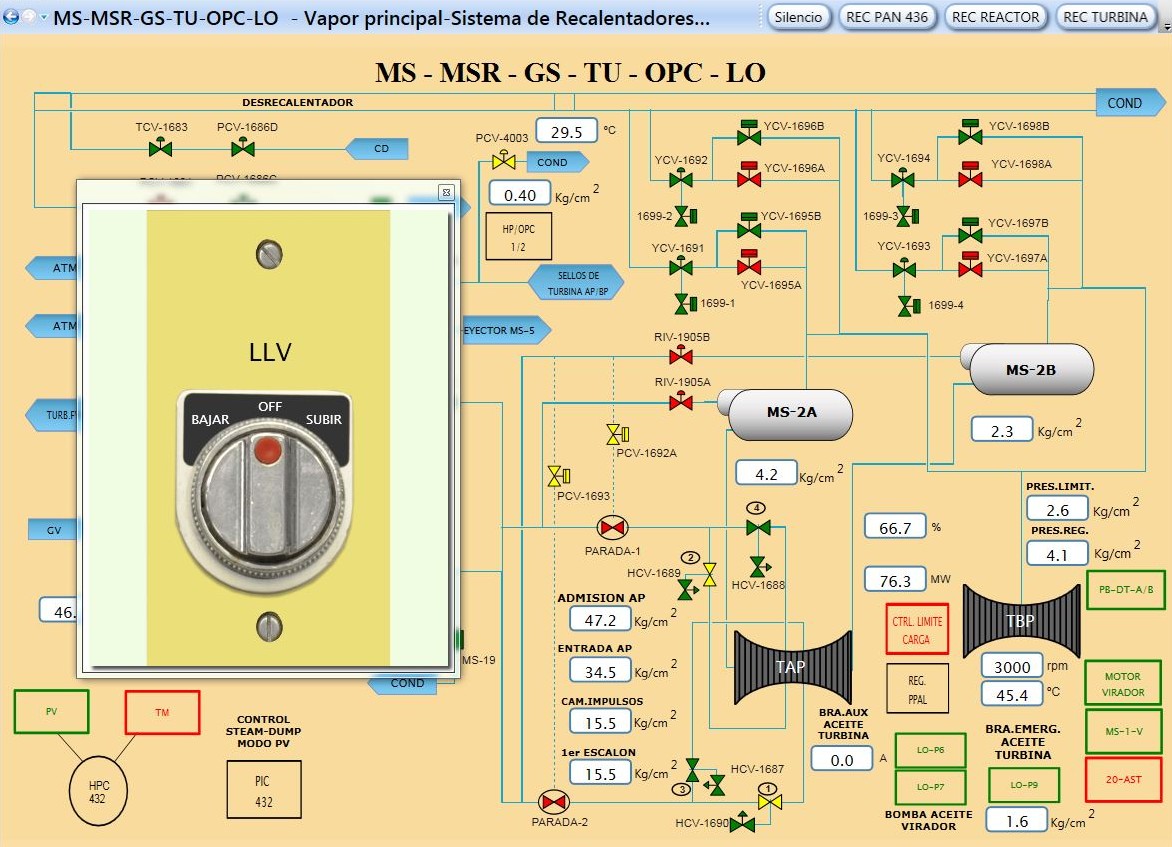 MS-MSR-GS-TU-OPC-LO - Vapor principal-Sistema de Recalentadores...
Silencio
REC PAN 436
REC REACTOR
REC TURBINA
MS - MSR - GS - TU - OPC - LO
DESRECALENTADOR
COND
TCV-1683
PCV-1686D
CD
PCV-4003
29.5 °C
COND
0.40 Kg/cm 2
HP/OPC
1/2
SELLOS DE
TURBINA AP/BP
EYECTOR MS-5
YCV-1696B
YCV-1692
YCV-1696A
1699-2
YCV-1695B
YCV-1691
YCV-1695A
1699-1
YCV-1698B
YCV-1694
YCV-1698A
1699-3
YCV-1697B
YCV-1693
YCV-1697A
1699-4
ATM
ATM
GV
46.
LLV
OFF
BAJAR
SUBIR
RIV-1905B
RIV-1905A
MS-2A
MS-2B
4.2 Kg/cm 2
2.3 Kg/cm 2
PCV-1692A
PCV-1693
PARADA-1
4
2
HCV-1689
HCV-1688
66.7 %
76.3 MW
PRES.LIMIT.
2.6 Kg/cm 2
PRES.REG.
4.1 Kg/cm 2
PB-DT-A/B
CTRL. LIMITE
CARGA
TBP
TAP
ADMISION AP
47.2 Kg/cm 2
ENTRADA AP
34.5 Kg/cm 2
CAM.IMPULSOS
15.5 Kg/cm 2
1er ESCALON
15.5 Kg/cm 2
REG.
PPAL
3000 rpm
45.4 °C
MOTOR
VIRADOR
MS-1-V
20-AST
MS-19
COND
PV
TM
HPC
432
CONTROL
STEAM-DUMP
MODO PV
PIC
432
BRA.AUX
ACEITE
TURBINA
0.0 A
LO-P6
LO-P7
BOMBA ACEITE
VIRADOR
BRA.EMERG.
ACEITE
TURBINA
LO-P9
1.6 Kg/cm 2
HCV-1687
1
3
HCV-1690
PARADA-2